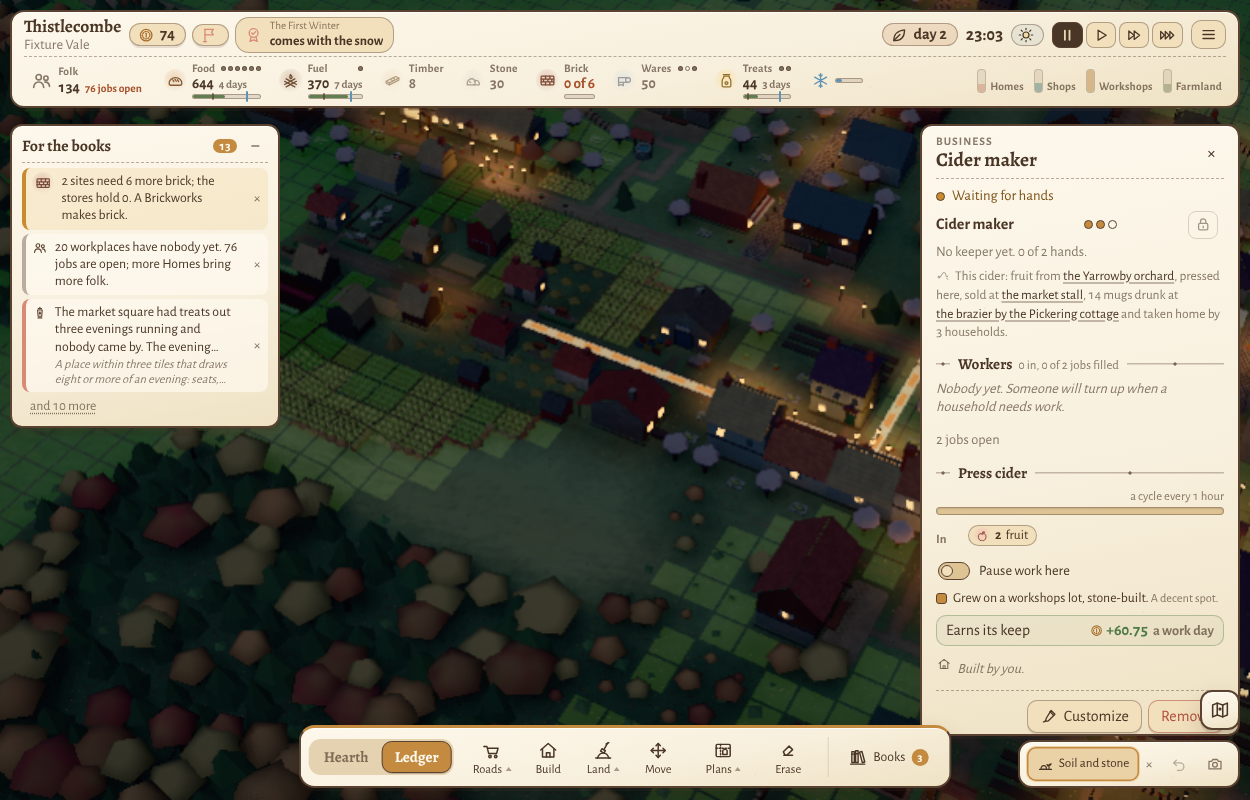 Thistlecombe
Fixture Vale
74
The First Winter
comes with the snow
day 2
23:03
Folk
134 76 jobs open
Food
644 4 days
Fuel
370 7 days
Timber
8
Stone
30
Brick
0 of 6
Wares
50
Treats
44 3 days
Homes
Shops
Workshops
Farmland
For the books
13
2 sites need 6 more brick; the
stores hold 0. A Brickworks
makes brick.
20 workplaces have nobody yet. 76
jobs are open; more Homes bring
more folk.
The market square had treats out
three evenings running and
nobody came by. The evening...
A place within three tiles that draws
eight or more of an evening: seats,...
and 10 more
BUSINESS
Cider maker
Waiting for hands
Cider maker
No keeper yet. 0 of 2 hands.
This cider: fruit from the Yarrowby orchard, pressed
here, sold at the market stall, 14 mugs drunk at
the brazier by the Pickering cottage and taken home by
3 households.
Workers 0 in, 0 of 2 jobs filled
Nobody yet. Someone will turn up when a
household needs work.
2 jobs open
Press cider
a cycle every 1 hour
In
2 fruit
Pause work here
Grew on a workshops lot, stone-built. A decent spot.
Earns its keep
+60.75 a work day
Built by you.
Customize
Hearth
Ledger
Roads
Build
Land
Move
Plans
Erase
Books 3
Soil and stone